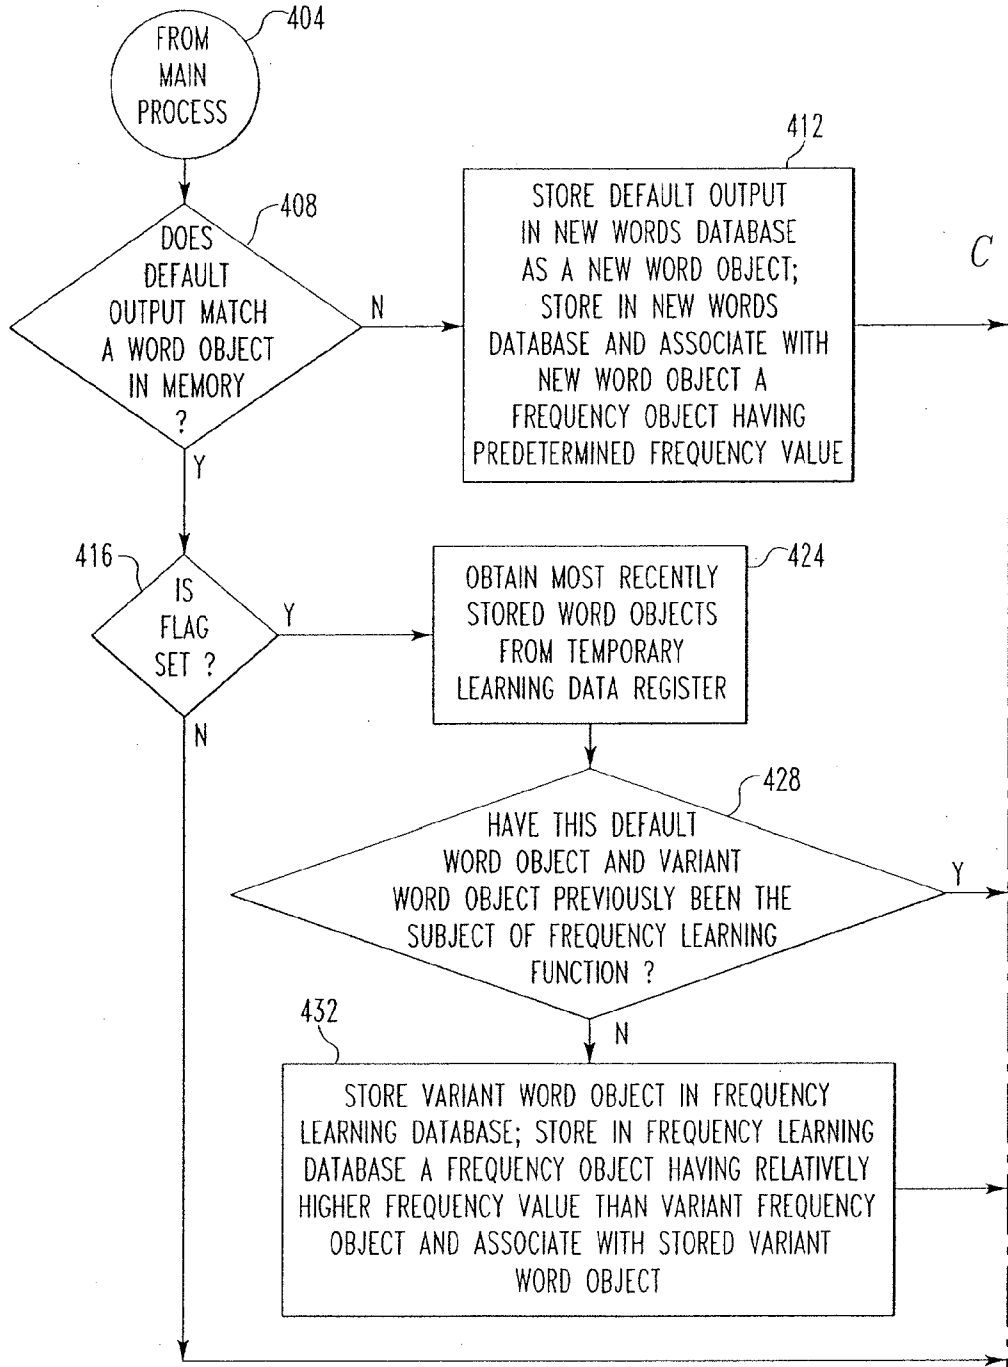 404
FROM
MAIN
PROCESS
408
DOES
DEFAULT
OUTPUT MATCH
A WORD OBJECT
IN MEMORY
?
N
Y
412
STORE DEFAULT OUTPUT
IN NEW WORDS DATABASE
AS A NEW WORD OBJECT;
STORE IN NEW WORDS
DATABASE AND ASSOCIATE WITH
NEW WORD OBJECT A
FREQUENCY OBJECT HAVING
PREDETERMINED FREQUENCY VALUE
C
416
IS
FLAG
SET ?
Y
N
424
OBTAIN MOST RECENTLY
STORED WORD OBJECTS
FROM TEMPORARY
LEARNING DATA REGISTER
428
HAVE THIS DEFAULT
WORD OBJECT AND VARIANT
WORD OBJECT PREVIOUSLY BEEN THE
SUBJECT OF FREQUENCY LEARNING
FUNCTION ?
Y
N
432
STORE VARIANT WORD OBJECT IN FREQUENCY
LEARNING DATABASE; STORE IN FREQUENCY LEARNING
DATABASE A FREQUENCY OBJECT HAVING RELATIVELY
HIGHER FREQUENCY VALUE THAN VARIANT FREQUENCY
OBJECT AND ASSOCIATE WITH STORED VARIANT
WORD OBJECT